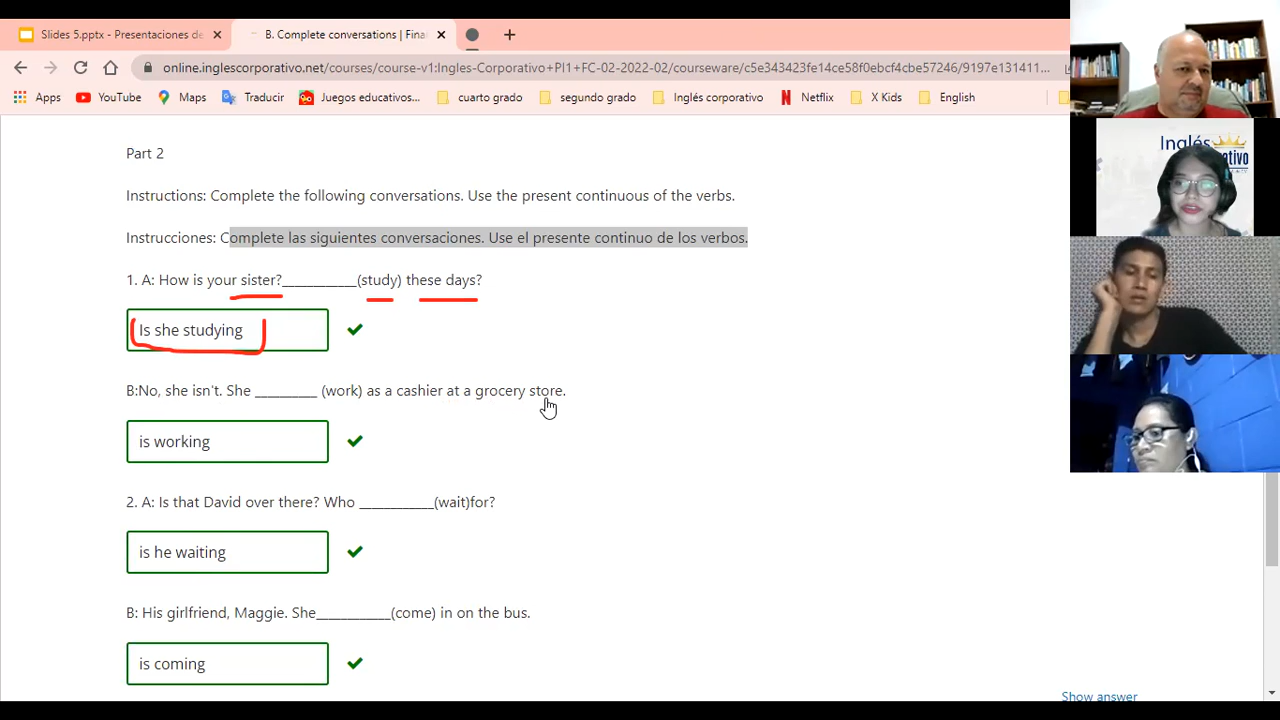 Slides 5.pptx - Presentaciones de
B. Complete conversations | Fina
online.inglescorporativo.net/courses/course-v1:Ingles-Corporativo+PI1+FC-02-2022-02/courseware/c5e343423fe14ce58f0ebcf4cbe57246/9197e131411...
Apps YouTube Maps Traducir Juegos educativos... cuarto grado segundo grado Inglés corporativo Netflix X Kids English
Part 2
Instructions: Complete the following conversations. Use the present continuous of the verbs.
Instrucciones: Complete las siguientes conversaciones. Use el presente continuo de los verbos.
1. A: How is your sister?___________(study) these days?
Is she studying
B:No, she isn't. She _________ (work) as a cashier at a grocery store.
is working
2. A: Is that David over there? Who ___________(wait)for?
is he waiting
B: His girlfriend, Maggie. She___________(come) in on the bus.
is coming
Show answer
Inglés